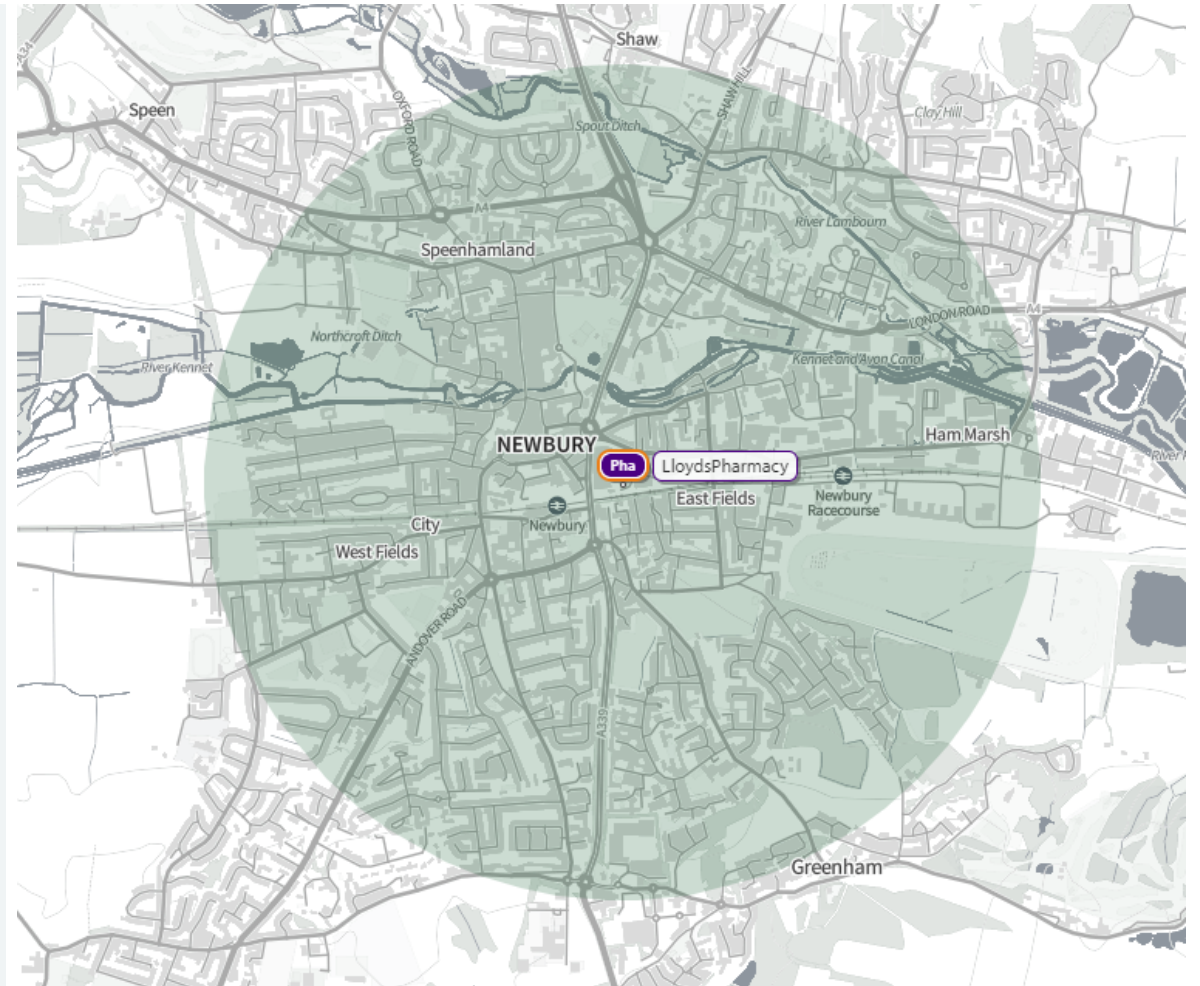 Shaw
A34
Speen
OXFORD ROAD
SHAW HILL
Clay Hill
Spout Ditch
A4
River Lambourn
Speenhamland
LONDON ROAD
A4
Northcroft Ditch
Kennet and Avon Canal
River Kennet
NEWBURY
Ham Marsh
Pha
LloydsPharmacy
East Fields
Newbury
Racecourse
City
Newbury
West Fields
ANDOVER ROAD
A339
Greenham